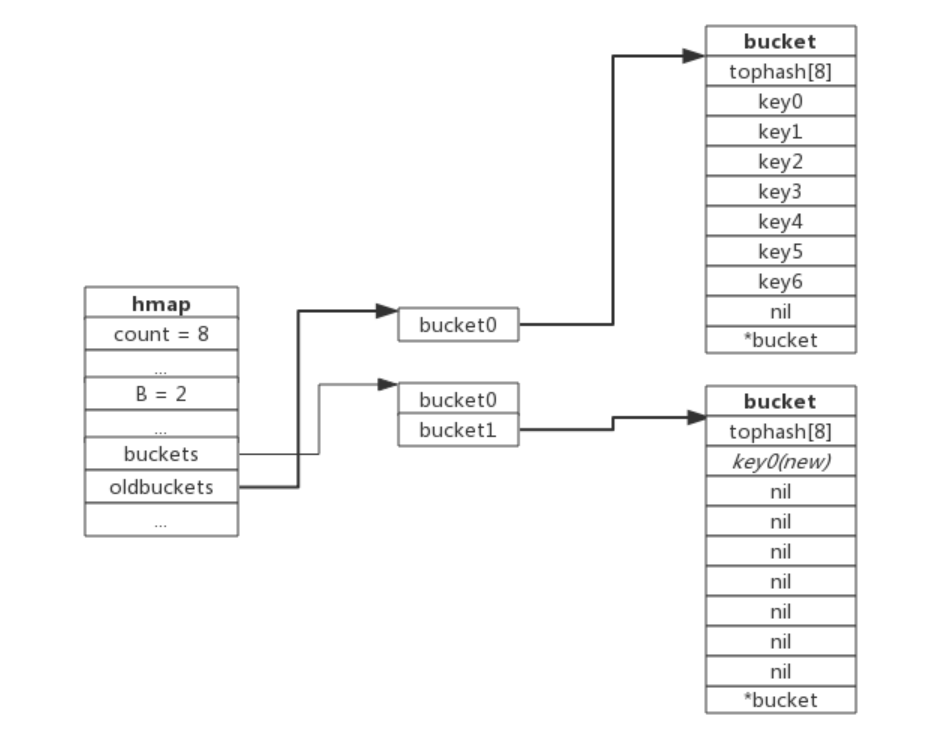 hmap
count = 8
...
B = 2
...
buckets
oldbuckets
...
bucket0
bucket0
bucket1
bucket
tophash[8]
key0
key1
key2
key3
key4
key5
key6
nil
*bucket
bucket
tophash[8]
key0(new)
nil
nil
nil
nil
nil
nil
nil
*bucket